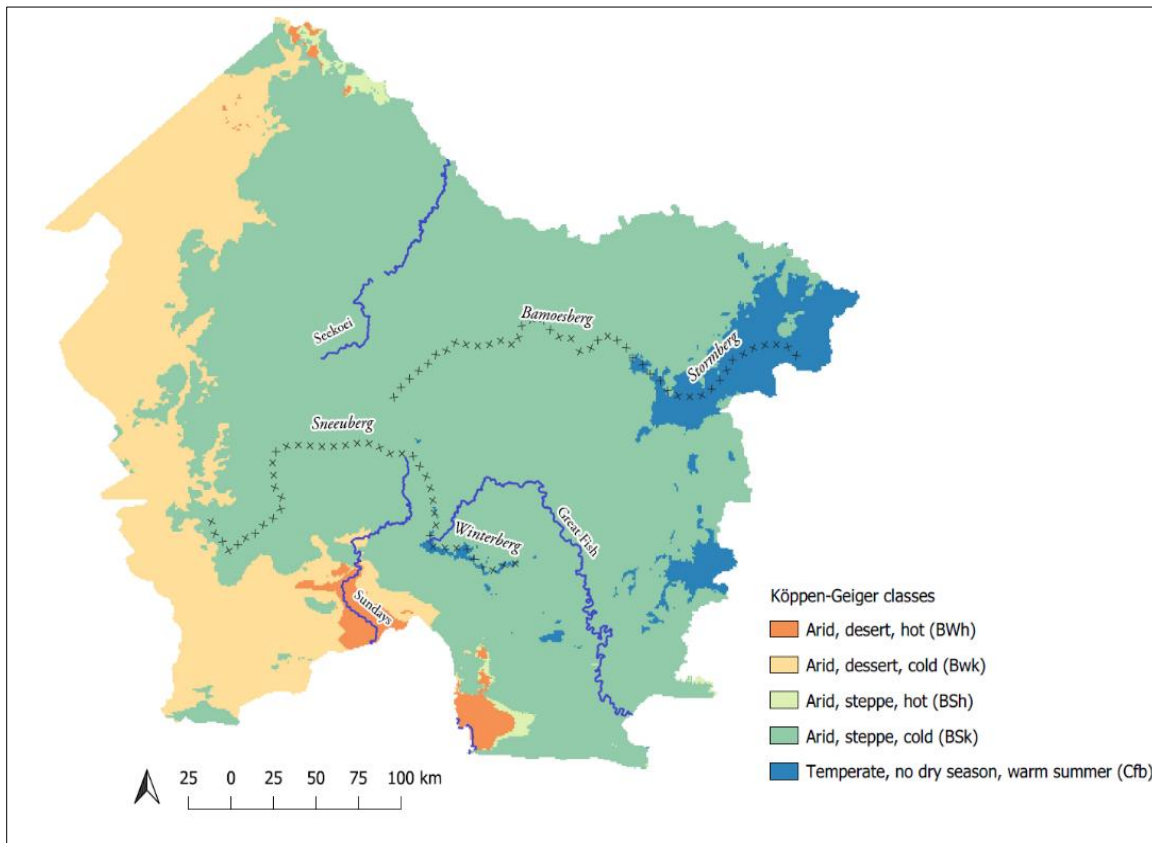 Seekoei
Bamoesberg
Stormberg
Sneeuberg
Great Fish
Winterberg
Sundays
Köppen-Geiger classes
Arid, desert, hot (BWh)
Arid, dessert, cold (Bwk)
Arid, steppe, hot (BSh)
Arid, steppe, cold (BSk)
Temperate, no dry season, warm summer (Cfb)
25 0 25 50 75 100 km